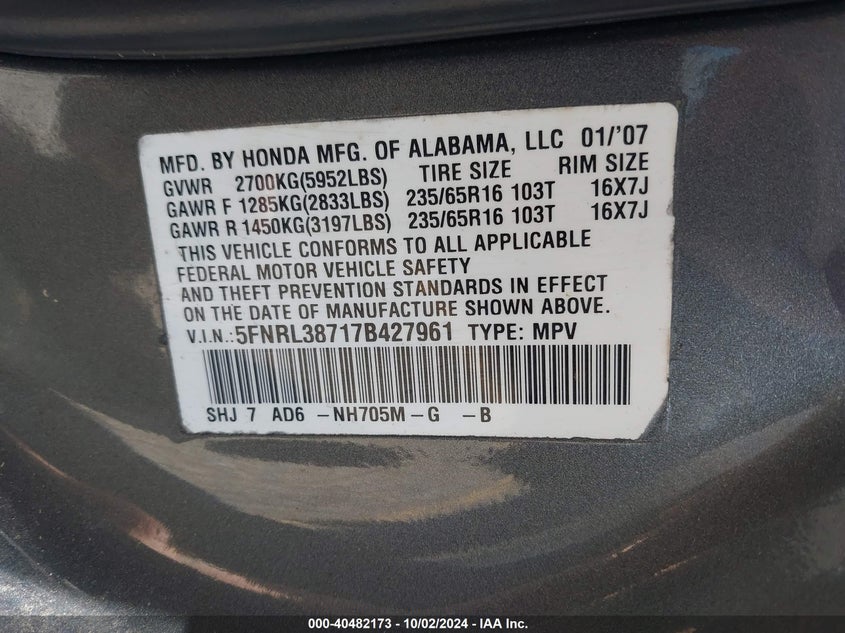 MFD. BY HONDA MFG. OF ALABAMA, LLC 01/'07
GVWR 2700KG(5952LBS) TIRE SIZE RIM SIZE
GAWR F 1285KG(2833LBS) 235/65R16 103T 16X7J
GAWR R 1450KG(3197LBS) 235/65R16 103T 16X7J
THIS VEHICLE CONFORMS TO ALL APPLICABLE
FEDERAL MOTOR VEHICLE SAFETY
AND THEFT PREVENTION STANDARDS IN EFFECT
ON THE DATE OF MANUFACTURE SHOWN ABOVE.
V.I.N.:5FNRL38717B427961 TYPE: MPV
SHJ 7 AD6 -NH705M-G -B
000-40482173 - 10/02/2024 - IAA Inc.